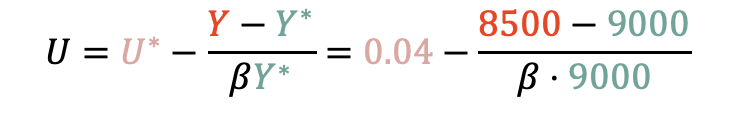 U = U* − (Y − Y*) / (βY*) = 0.04 − (8500 − 9000) / (β · 9000)